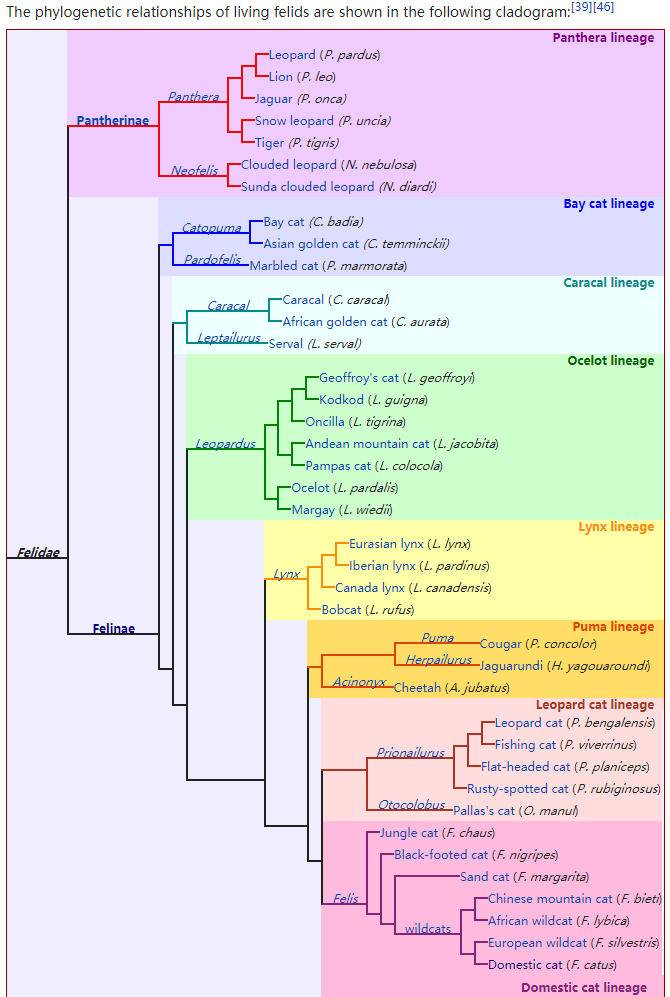 The phylogenetic relationships of living felids are shown in the following cladogram:[39][46]
Panthera lineage
Leopard (P. pardus)
Lion (P. leo)
Panthera
Jaguar (P. onca)
Pantherinae
Snow leopard (P. uncia)
Tiger (P. tigris)
Neofelis
Clouded leopard (N. nebulosa)
Sunda clouded leopard (N. diardi)
Bay cat lineage
Catopuma
Bay cat (C. badia)
Asian golden cat (C. temminckii)
Pardofelis
Marbled cat (P. marmorata)
Caracal lineage
Caracal
Caracal (C. caracal)
African golden cat (C. aurata)
Leptailurus
Serval (L. serval)
Ocelot lineage
Geoffroy's cat (L. geoffroyi)
Kodkod (L. guigna)
Oncilla (L. tigrina)
Leopardus
Andean mountain cat (L. jacobita)
Pampas cat (L. colocola)
Ocelot (L. pardalis)
Margay (L. wiedii)
Lynx lineage
Eurasian lynx (L. lynx)
Felidae
Iberian lynx (L. pardinus)
Lynx
Canada lynx (L. canadensis)
Bobcat (L. rufus)
Felinae
Puma lineage
Puma
Cougar (P. concolor)
Herpailurus
Jaguarundi (H. yagouaroundi)
Acinonyx
Cheetah (A. jubatus)
Leopard cat lineage
Leopard cat (P. bengalensis)
Fishing cat (P. viverrinus)
Prionailurus
Flat-headed cat (P. planiceps)
Rusty-spotted cat (P. rubiginosus)
Otocolobus
Pallas's cat (O. manul)
Jungle cat (F. chaus)
Black-footed cat (F. nigripes)
Sand cat (F. margarita)
Felis
Chinese mountain cat (F. bieti)
African wildcat (F. lybica)
wildcats
European wildcat (F. silvestris)
Domestic cat (F. catus)
Domestic cat lineage